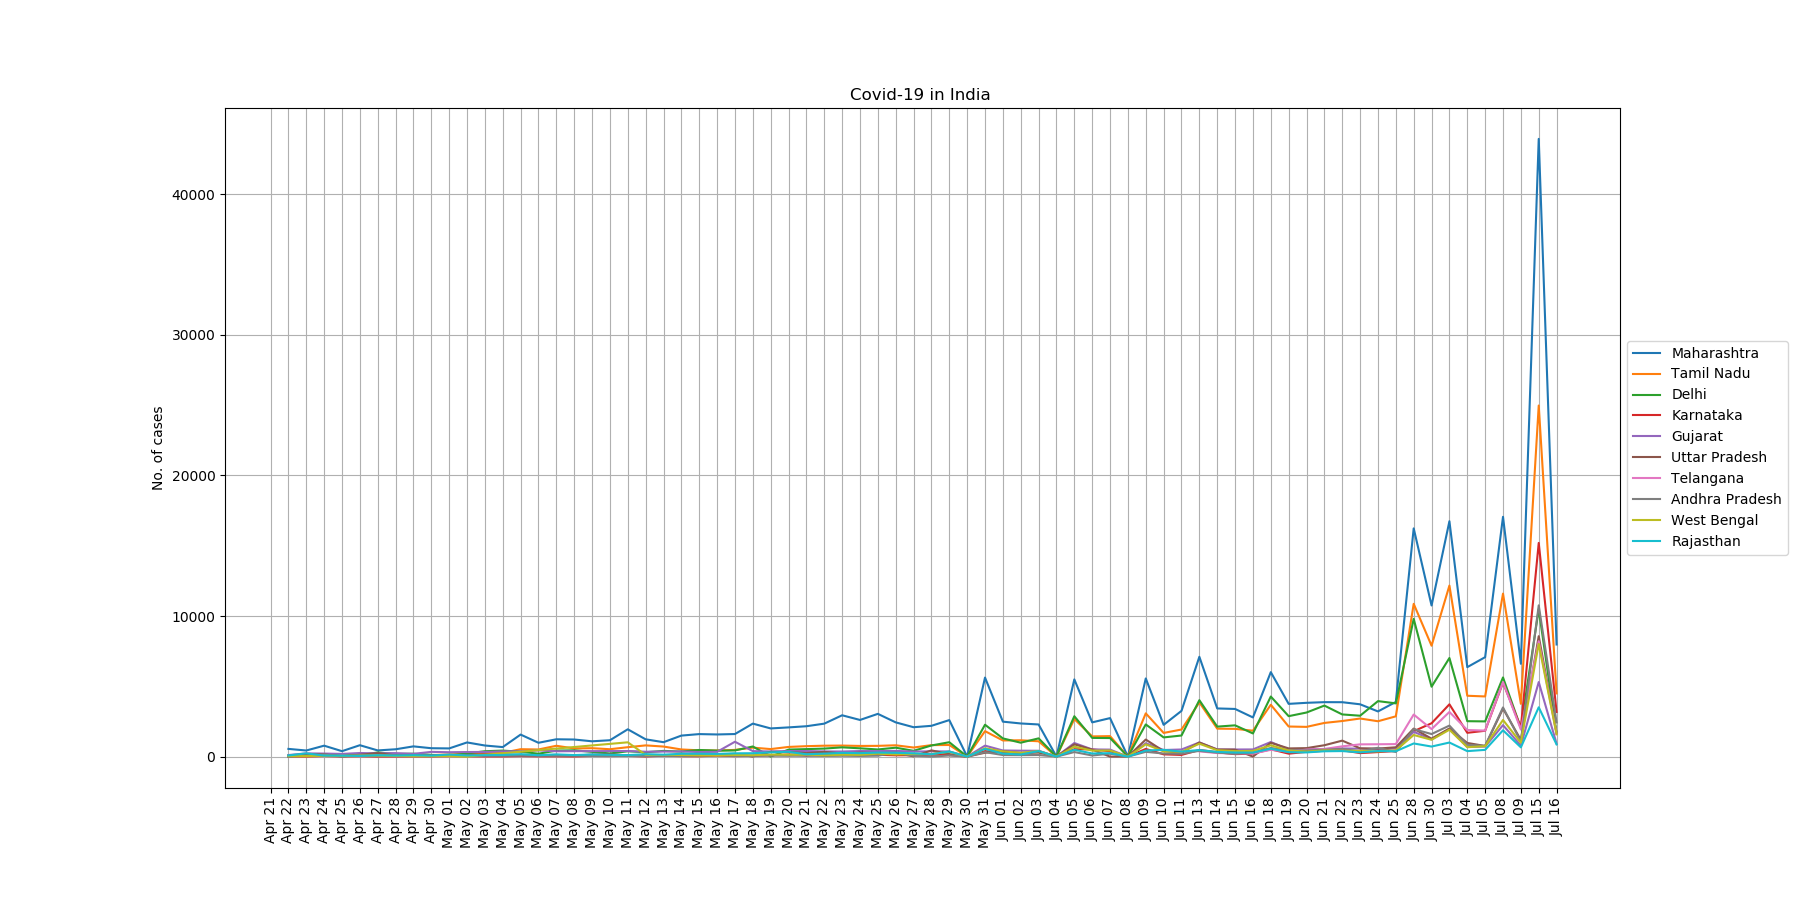 Covid-19 in India
No. of cases
40000
30000
20000
10000
0
Apr 21
Apr 22
Apr 23
Apr 24
Apr 25
Apr 26
Apr 27
Apr 28
Apr 29
Apr 30
May 01
May 02
May 03
May 04
May 05
May 06
May 07
May 08
May 09
May 10
May 11
May 12
May 13
May 14
May 15
May 16
May 17
May 18
May 19
May 20
May 21
May 22
May 23
May 24
May 25
May 26
May 27
May 28
May 29
May 30
May 31
Jun 01
Jun 02
Jun 03
Jun 04
Jun 05
Jun 06
Jun 07
Jun 08
Jun 09
Jun 10
Jun 11
Jun 13
Jun 14
Jun 15
Jun 16
Jun 18
Jun 19
Jun 20
Jun 21
Jun 22
Jun 23
Jun 24
Jun 25
Jun 28
Jun 30
Jul 03
Jul 04
Jul 05
Jul 08
Jul 09
Jul 15
Jul 16
Maharashtra
Tamil Nadu
Delhi
Karnataka
Gujarat
Uttar Pradesh
Telangana
Andhra Pradesh
West Bengal
Rajasthan